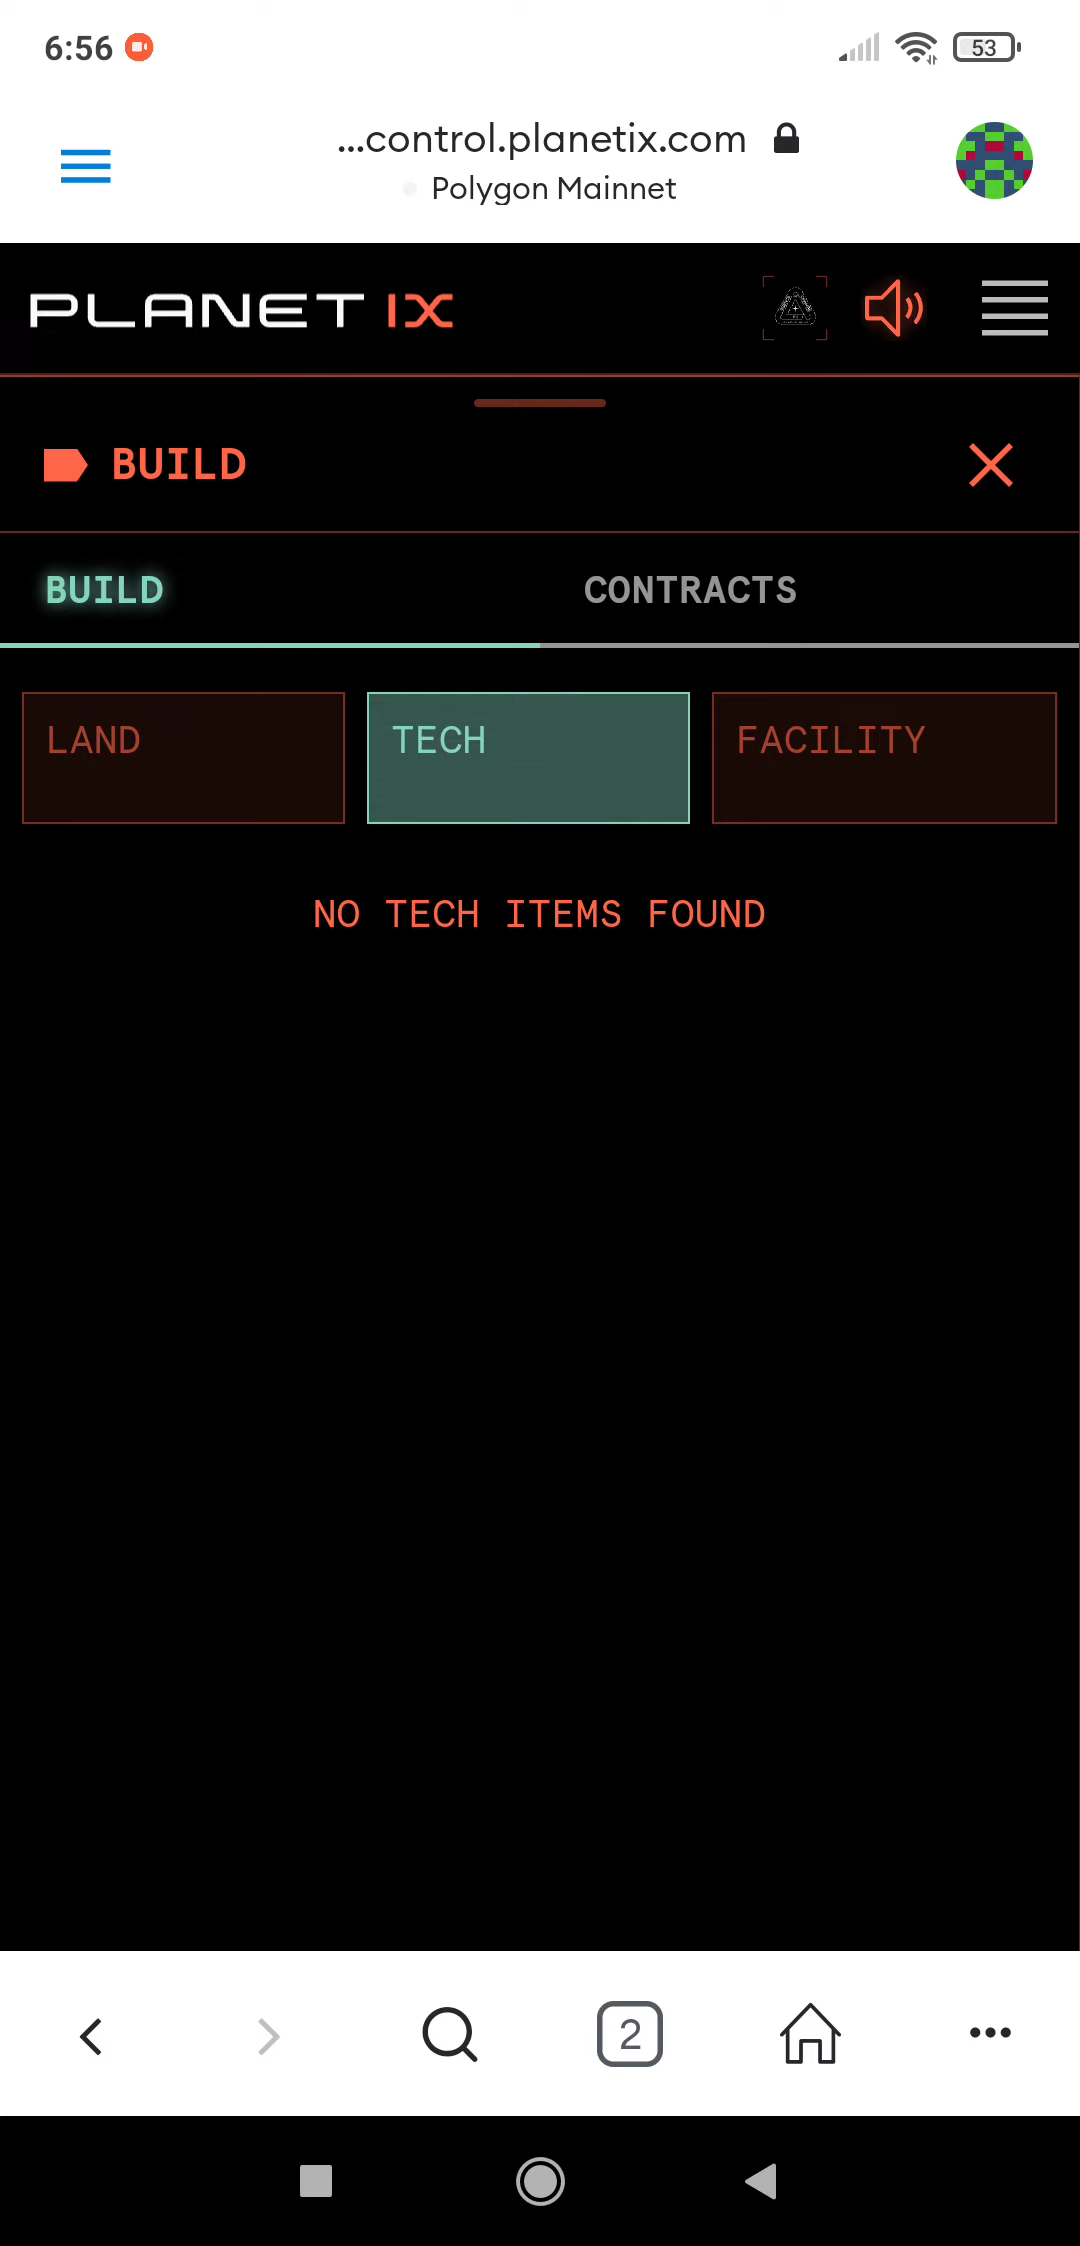 6:56
53
...control.planetix.com
Polygon Mainnet
PLANET IX
BUILD
BUILD
CONTRACTS
LAND
TECH
FACILITY
NO TECH ITEMS FOUND
2